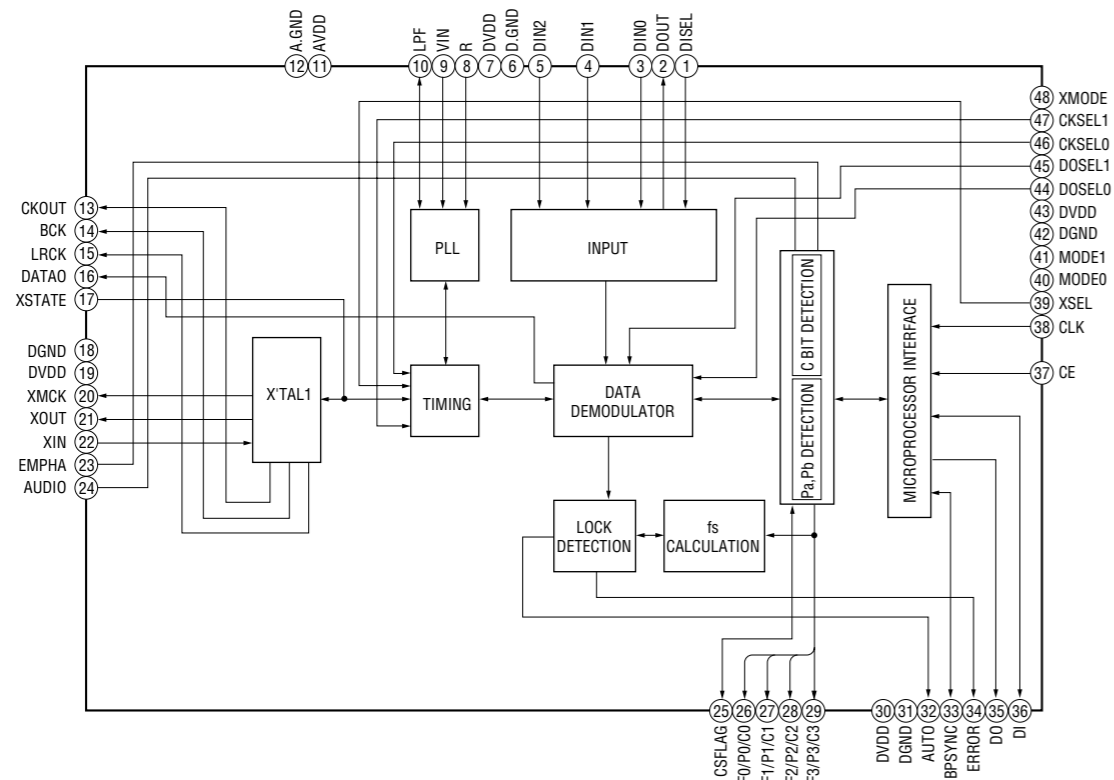 A.GND
AVDD
LPF
VIN
R
DVDD
D.GND
DIN2
DIN1
DIN0
DOUT
DISEL
12
11
10
9
8
7
6
5
4
3
2
1
48 XMODE
47 CKSEL1
46 CKSEL0
45 DOSEL1
44 DOSEL0
43 DVDD
42 DGND
41 MODE1
40 MODE0
39 XSEL
38 CLK
37 CE
CKOUT 13
BCK 14
LRCK 15
DATAO 16
XSTATE 17
DGND 18
DVDD 19
XMCK 20
XOUT 21
XIN 22
EMPHA 23
AUDIO 24
PLL
INPUT
X'TAL1
TIMING
DATA
DEMODULATOR
C BIT DETECTION
Pa,Pb DETECTION
MICROPROCESSOR INTERFACE
LOCK
DETECTION
fs
CALCULATION
25
26
27
28
29
30
31
32
33
34
35
36
CSFLAG
F0/P0/C0
F1/P1/C1
F2/P2/C2
F3/P3/C3
DVDD
DGND
AUTO
BPSYNC
ERROR
DO
DI